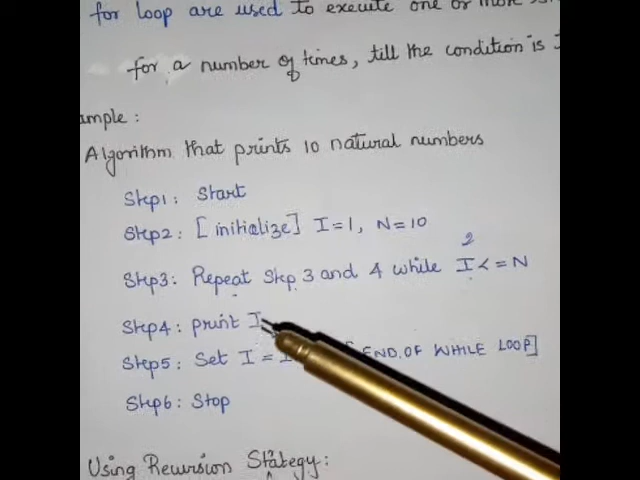 for loop are used to execute one or more
for a number of times, till the condition is
ample :
Algorithm that prints 10 natural numbers
Step1: Start
Step2: [initialize] I=1, N=10
2
Step3: Repeat Step 3 and 4 while I<=N
Step4: print I
Step5: Set I = END OF WHILE LOOP]
Step6: Stop
Using Recursion Stategy: